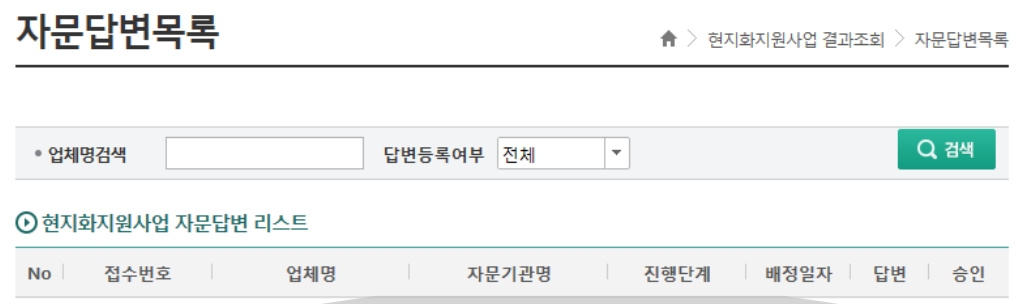 자문답변목록
현지화지원사업 결과조회 > 자문답변목록
• 업체명검색 답변등록여부 전체 검색
현지화지원사업 자문답변 리스트
No 접수번호 업체명 자문기관명 진행단계 배정일자 답변 승인